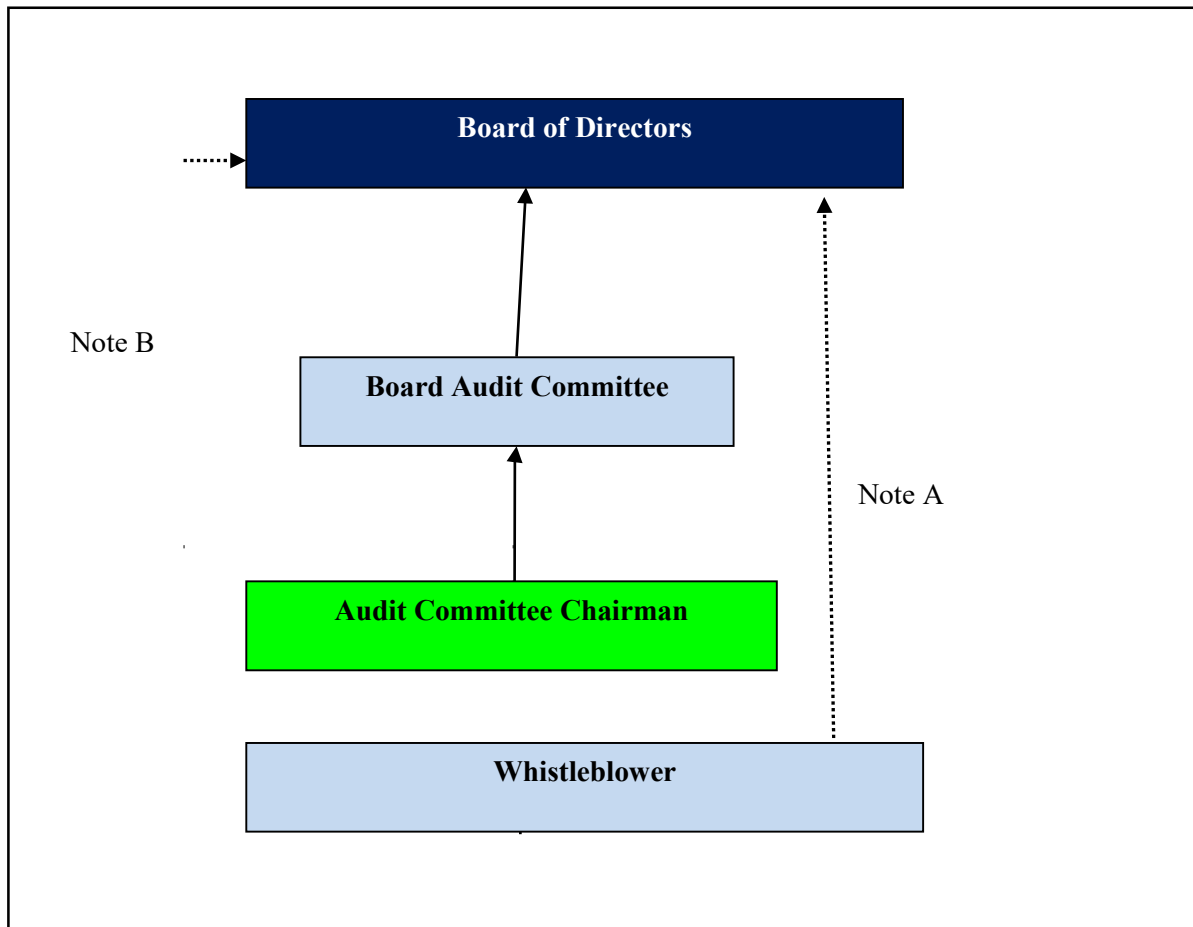 Board of Directors
Note B
Board Audit Committee
Note A
Audit Committee Chairman
Whistleblower